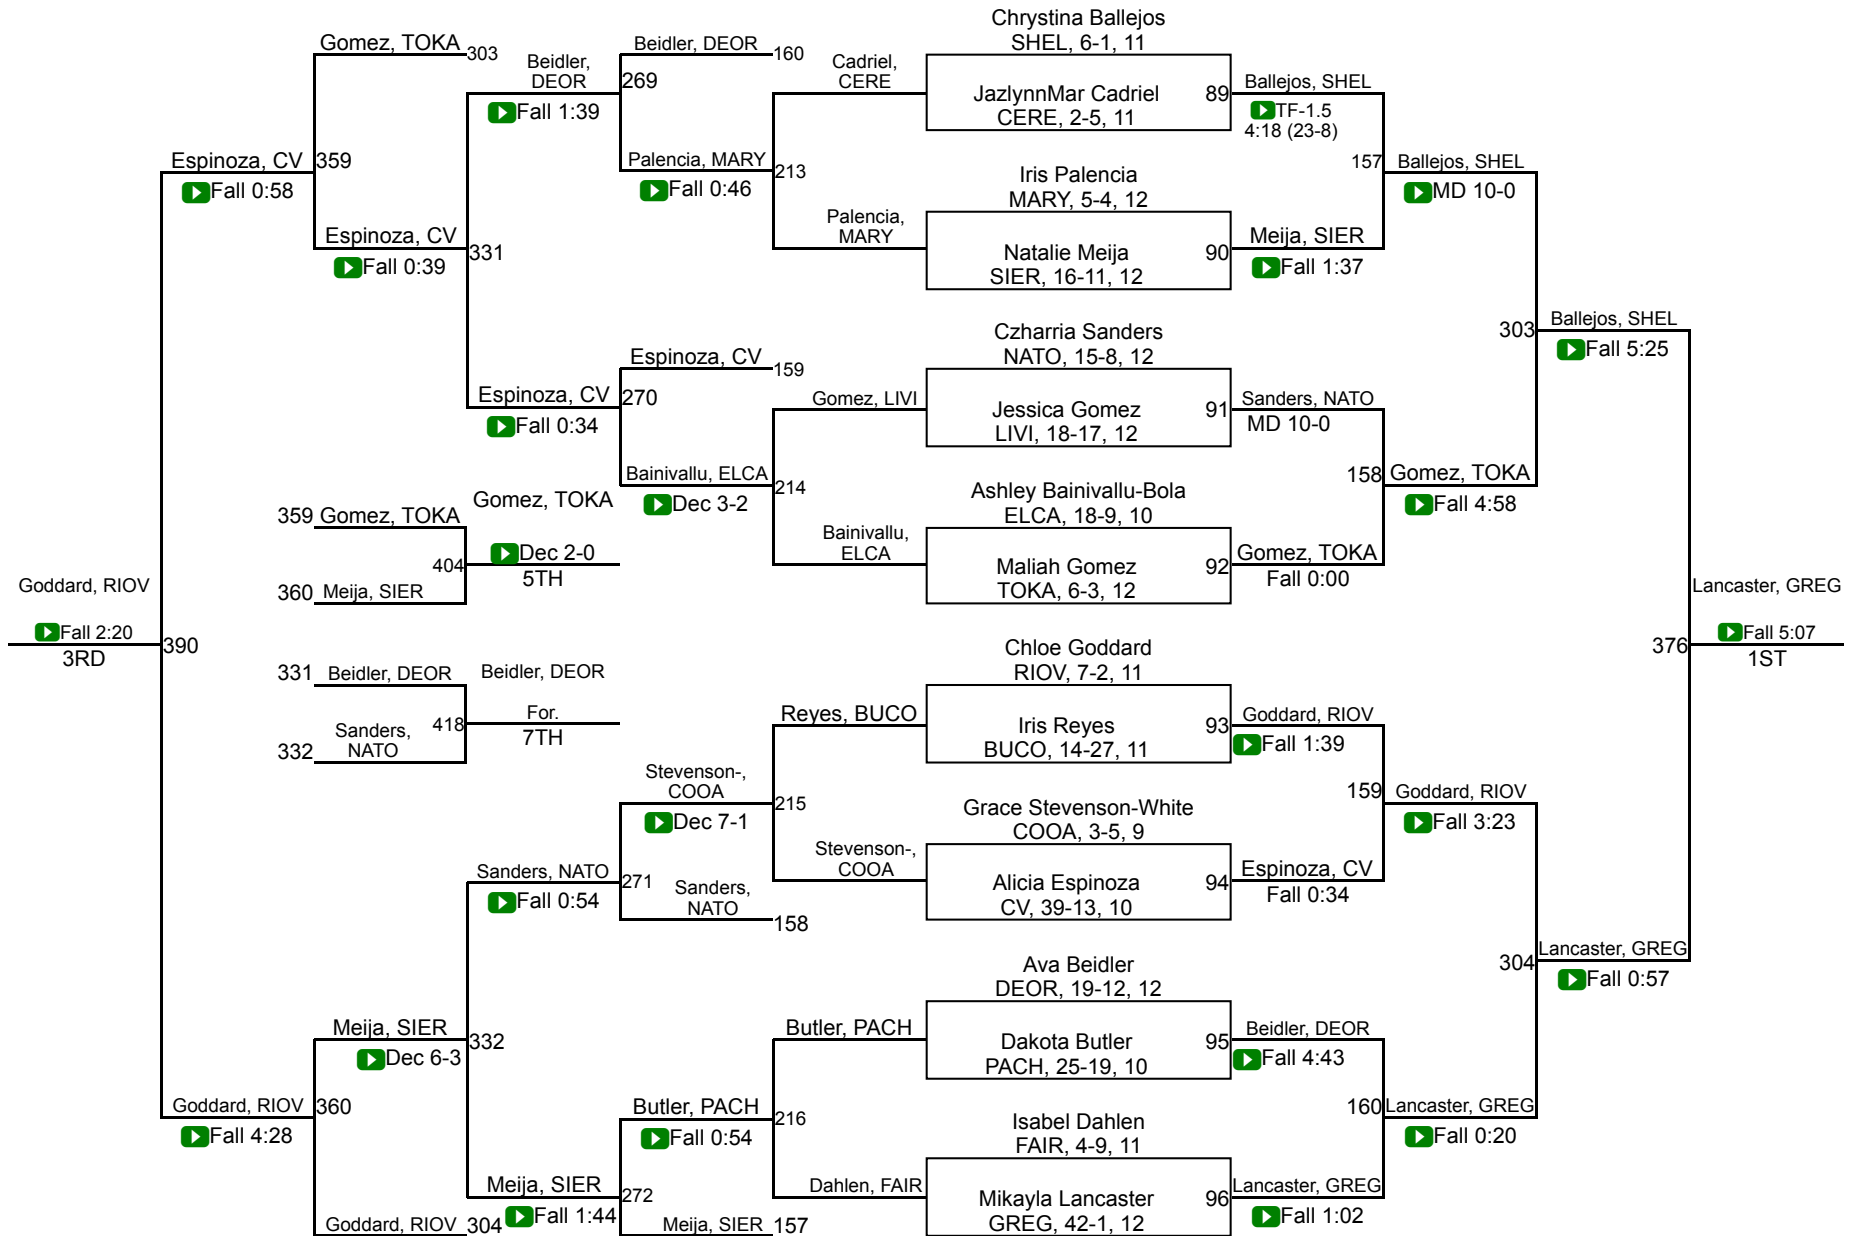 Chrystina Ballejos
SHEL, 6-1, 11
Gomez, TOKA
303
Beidler, DEOR
160
Beidler,
DEOR
269
Cadriel,
CERE
JazlynnMar Cadriel
CERE, 2-5, 11
89
Ballejos, SHEL
Fall 1:39
TF-1.5
4:18 (23-8)
Espinoza, CV
359
Fall 0:58
Palencia, MARY
213
Fall 0:46
Iris Palencia
MARY, 5-4, 12
157
Ballejos, SHEL
MD 10-0
Espinoza, CV
331
Fall 0:39
Palencia,
MARY
Natalie Meija
SIER, 16-11, 12
90
Meija, SIER
Fall 1:37
Czharria Sanders
NATO, 15-8, 12
303
Ballejos, SHEL
Fall 5:25
Espinoza, CV
159
Espinoza, CV
270
Fall 0:34
Gomez, LIVI
Jessica Gomez
LIVI, 18-17, 12
91
Sanders, NATO
MD 10-0
Bainivallu, ELCA
214
Dec 3-2
Ashley Bainivallu-Bola
ELCA, 18-9, 10
158
Gomez, TOKA
Fall 4:58
359
Gomez, TOKA
Gomez, TOKA
404
Dec 2-0
5TH
360
Meija, SIER
Bainivallu,
ELCA
Maliah Gomez
TOKA, 6-3, 12
92
Gomez, TOKA
Fall 0:00
Goddard, RIOV
Fall 2:20
3RD
390
Lancaster, GREG
376
Fall 5:07
1ST
Chloe Goddard
RIOV, 7-2, 11
331
Beidler, DEOR
Beidler, DEOR
418
For.
7TH
332
Sanders,
NATO
Reyes, BUCO
Iris Reyes
BUCO, 14-27, 11
93
Goddard, RIOV
Fall 1:39
Stevenson-,
COOA
215
Dec 7-1
Grace Stevenson-White
COOA, 3-5, 9
159
Goddard, RIOV
Fall 3:23
Sanders, NATO
271
Fall 0:54
Sanders,
NATO
158
Stevenson-,
COOA
Alicia Espinoza
CV, 39-13, 10
94
Espinoza, CV
Fall 0:34
Ava Beidler
DEOR, 19-12, 12
304
Lancaster, GREG
Fall 0:57
Meija, SIER
332
Dec 6-3
Butler, PACH
Dakota Butler
PACH, 25-19, 10
95
Beidler, DEOR
Fall 4:43
Goddard, RIOV
360
Fall 4:28
Butler, PACH
216
Fall 0:54
Isabel Dahlen
FAIR, 4-9, 11
160
Lancaster, GREG
Fall 0:20
Meija, SIER
272
Fall 1:44
Dahlen, FAIR
Mikayla Lancaster
GREG, 42-1, 12
96
Lancaster, GREG
Fall 1:02
Goddard, RIOV
304
Meija, SIER
157